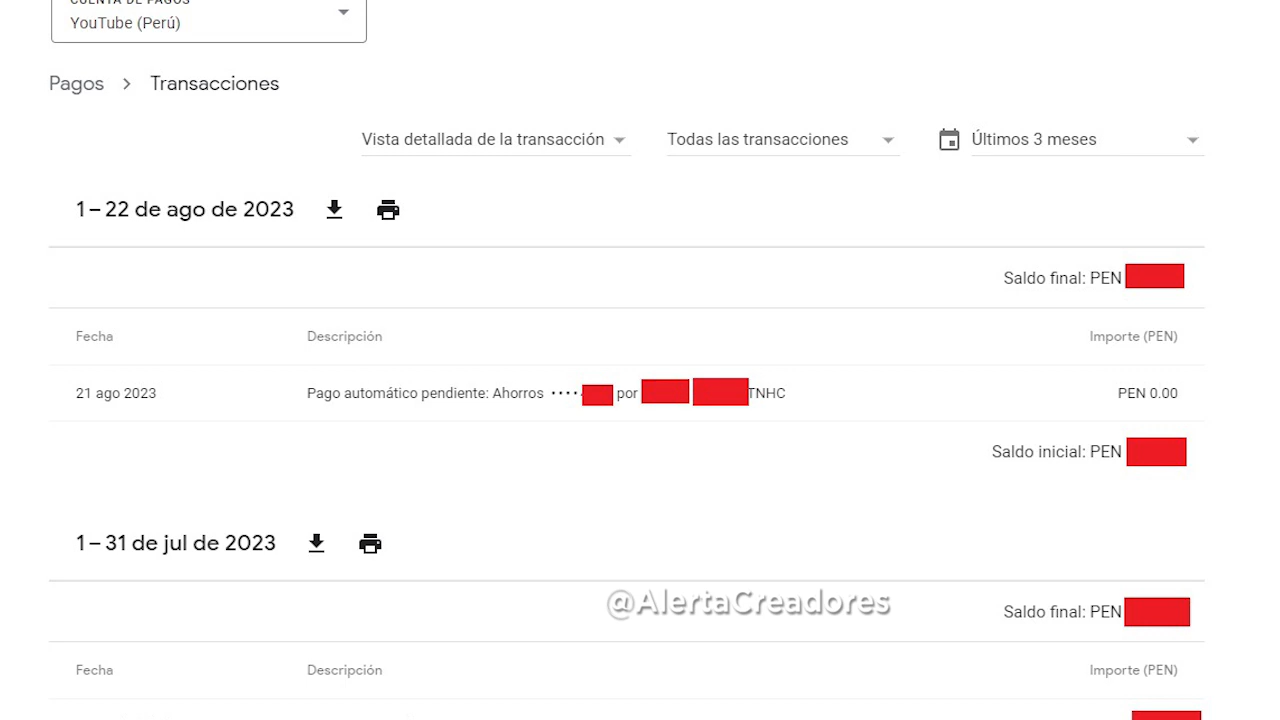 CUENTA DE PAGOS
YouTube (Perú)
Pagos > Transacciones
Vista detallada de la transacción Todas las transacciones Últimos 3 meses
1 – 22 de ago de 2023
Saldo final: PEN
Fecha Descripción Importe (PEN)
21 ago 2023 Pago automático pendiente: Ahorros ···· por TNHC PEN 0.00
Saldo inicial: PEN
1 – 31 de jul de 2023
@AlertaCreadores
Saldo final: PEN
Fecha Descripción Importe (PEN)